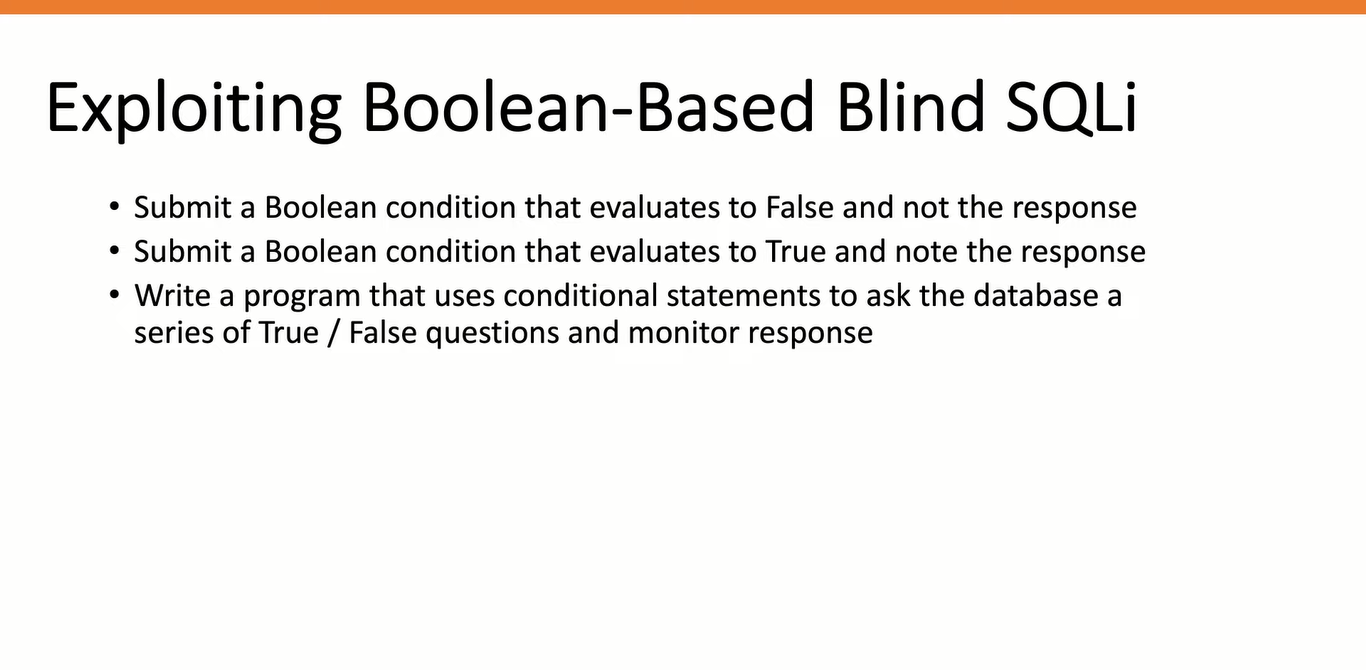 Exploiting Boolean-Based Blind SQLi
• Submit a Boolean condition that evaluates to False and not the response
• Submit a Boolean condition that evaluates to True and note the response
• Write a program that uses conditional statements to ask the database a
series of True / False questions and monitor response